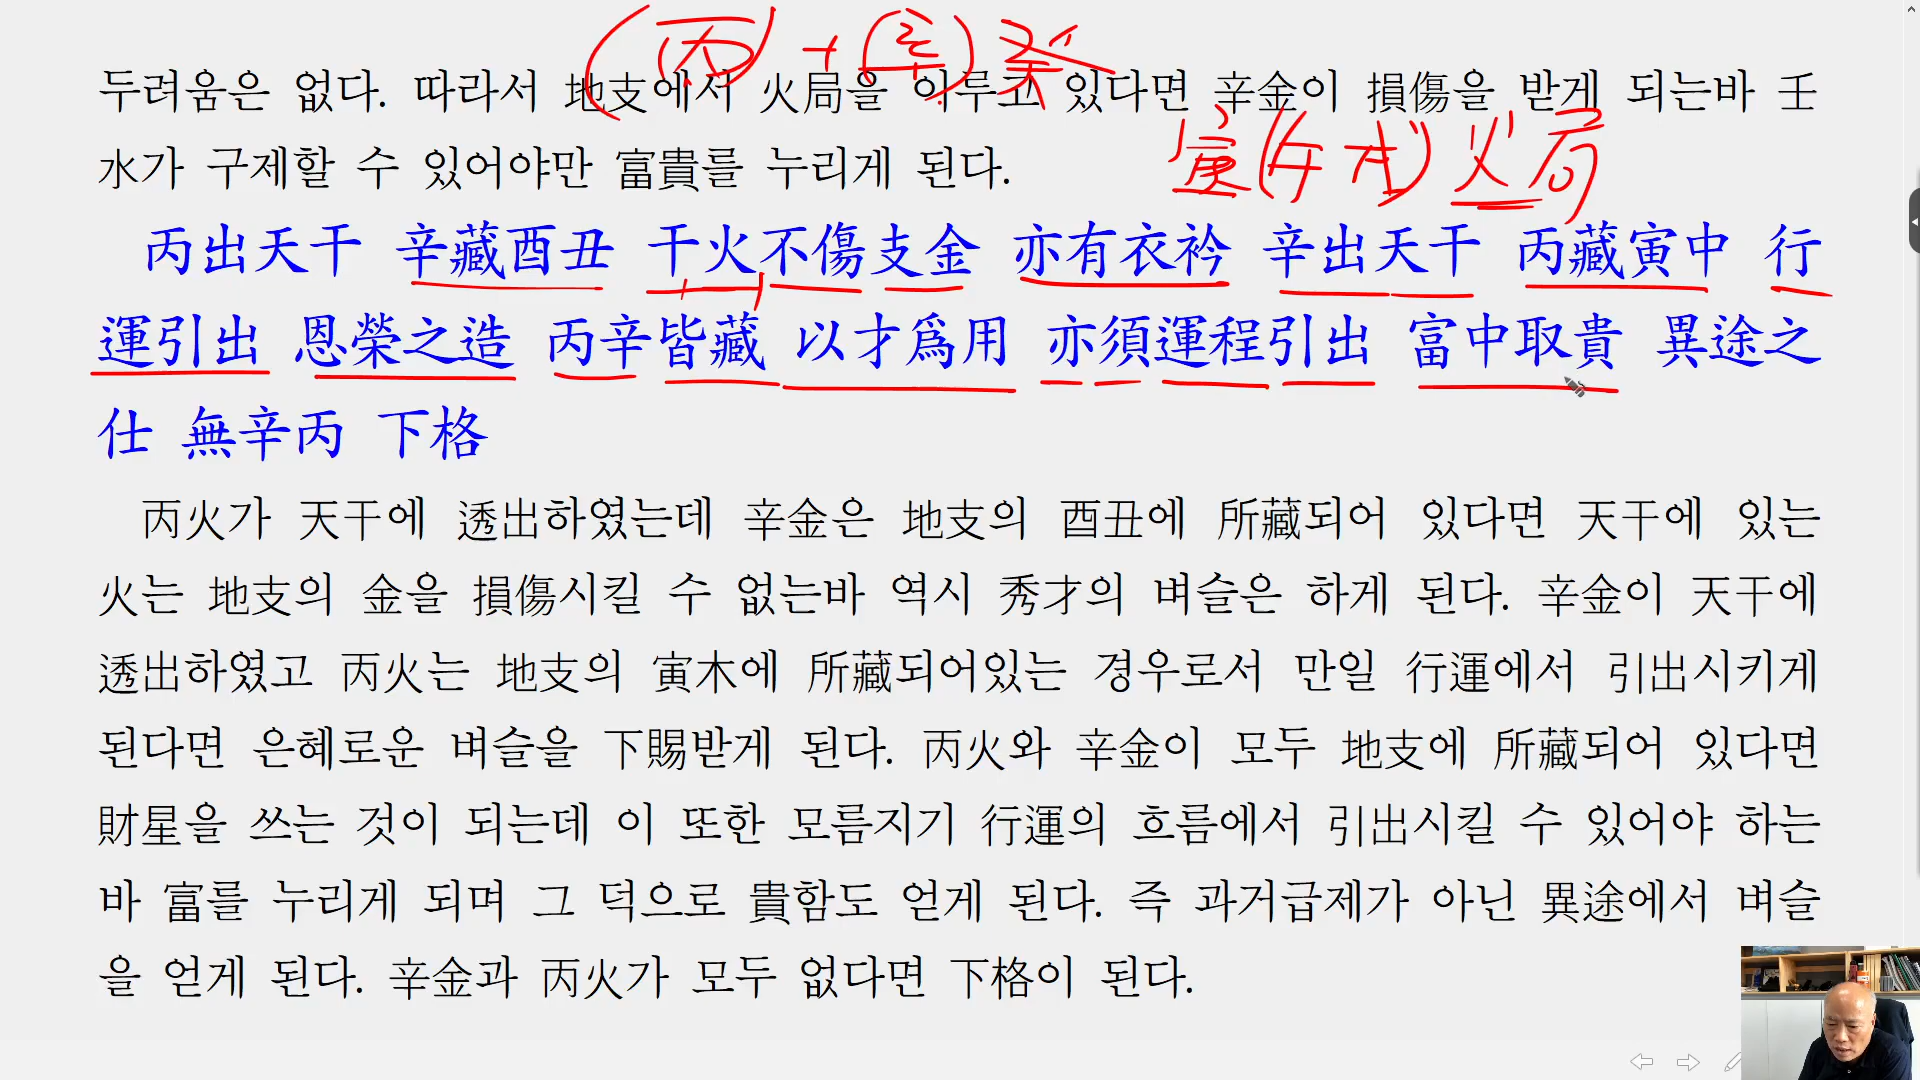 (丙) + (辛) 癸
두려움은 없다. 따라서 地支에서 火局을 이루고 있다면 辛金이 損傷을 받게 되는바 壬
寅(午戌) 火局
水가 구제할 수 있어야만 富貴를 누리게 된다.
丙出天干 辛藏酉丑 干火不傷支金 亦有衣衿 辛出天干 丙藏寅中 行
運引出 恩榮之造 丙辛皆藏 以才爲用 亦須運程引出 富中取貴 異途之
仕 無辛丙 下格
丙火가 天干에 透出하였는데 辛金은 地支의 酉丑에 所藏되어 있다면 天干에 있는
火는 地支의 金을 損傷시킬 수 없는바 역시 秀才의 벼슬은 하게 된다. 辛金이 天干에
透出하였고 丙火는 地支의 寅木에 所藏되어있는 경우로서 만일 行運에서 引出시키게
된다면 은혜로운 벼슬을 下賜받게 된다. 丙火와 辛金이 모두 地支에 所藏되어 있다면
財星을 쓰는 것이 되는데 이 또한 모름지기 行運의 흐름에서 引出시킬 수 있어야 하는
바 富를 누리게 되며 그 덕으로 貴함도 얻게 된다. 즉 과거급제가 아닌 異途에서 벼슬
을 얻게 된다. 辛金과 丙火가 모두 없다면 下格이 된다.